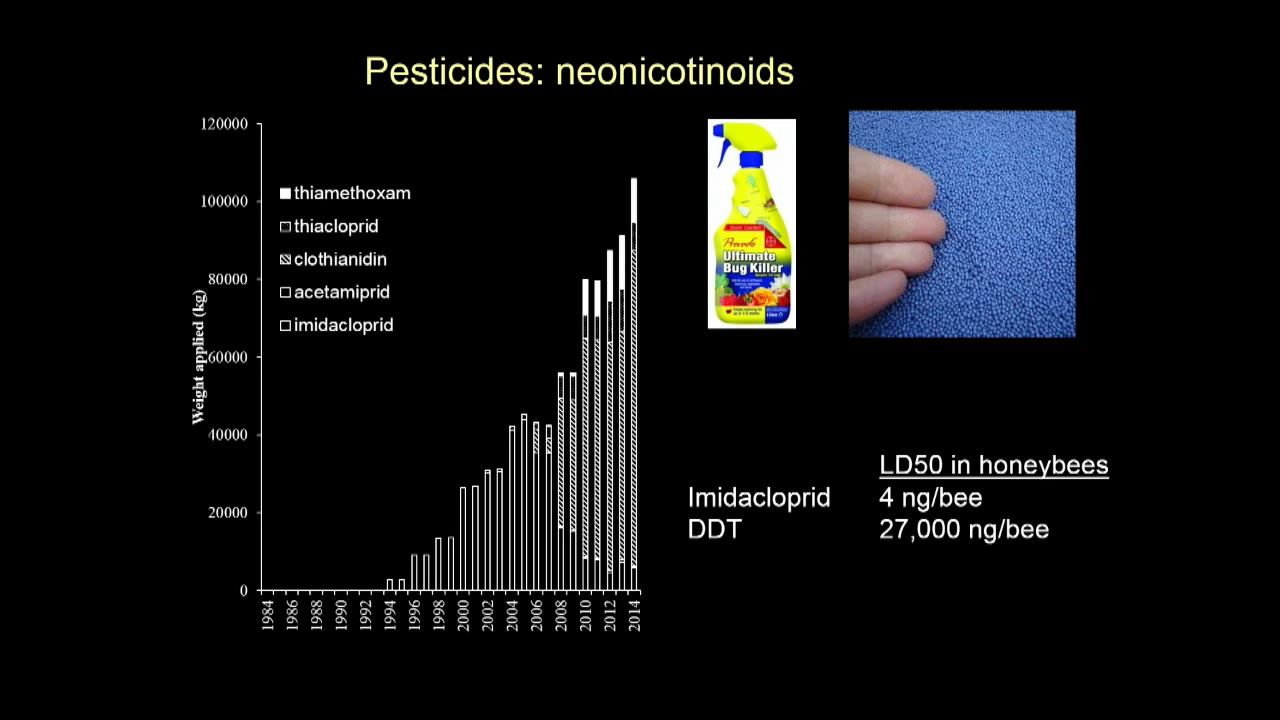 Pesticides: neonicotinoids
120000
100000
80000
60000
40000
20000
0
Weight applied (kg)
thiamethoxam
thiacloprid
clothianidin
acetamiprid
imidacloprid
1984
1986
1988
1990
1992
1994
1996
1998
2000
2002
2004
2006
2008
2010
2012
2014
Provado
Ultimate
Bug Killer
LD50 in honeybees
Imidacloprid 4 ng/bee
DDT 27,000 ng/bee